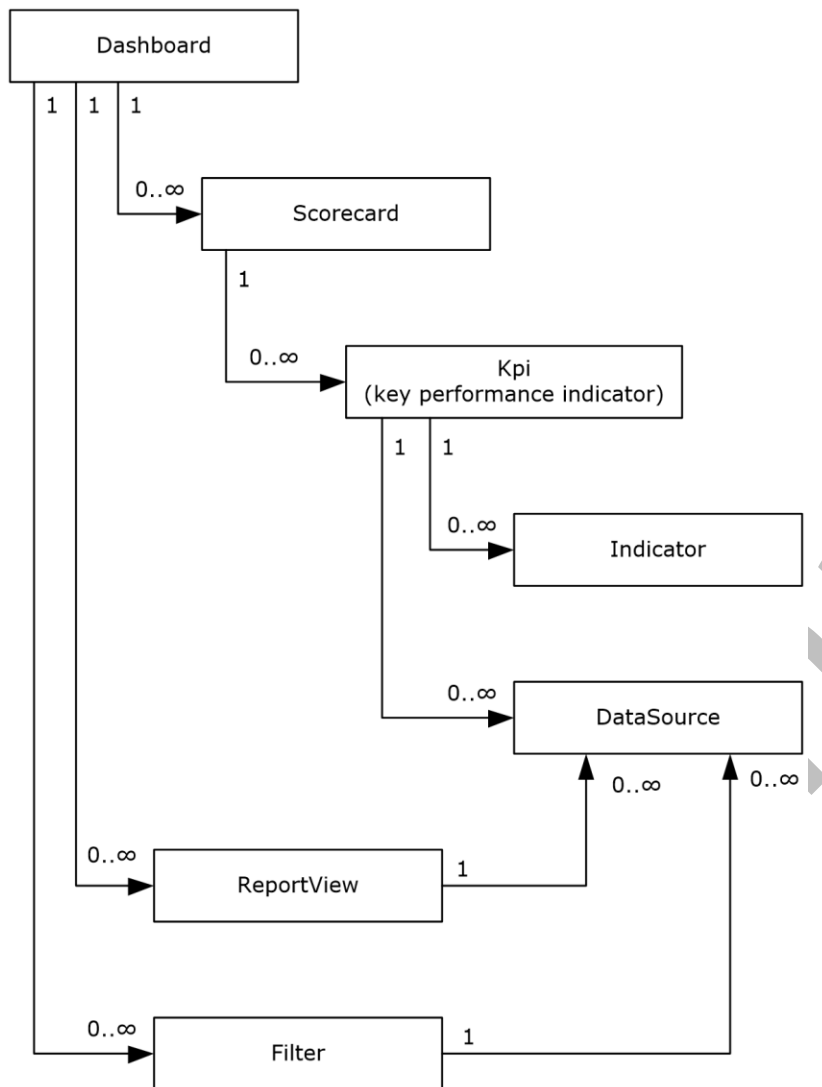 Dashboard
1
1
1
0..∞
Scorecard
1
0..∞
Kpi
(key performance indicator)
1
1
0..∞
Indicator
0..∞
DataSource
0..∞
0..∞
0..∞
ReportView
1
0..∞
Filter
1